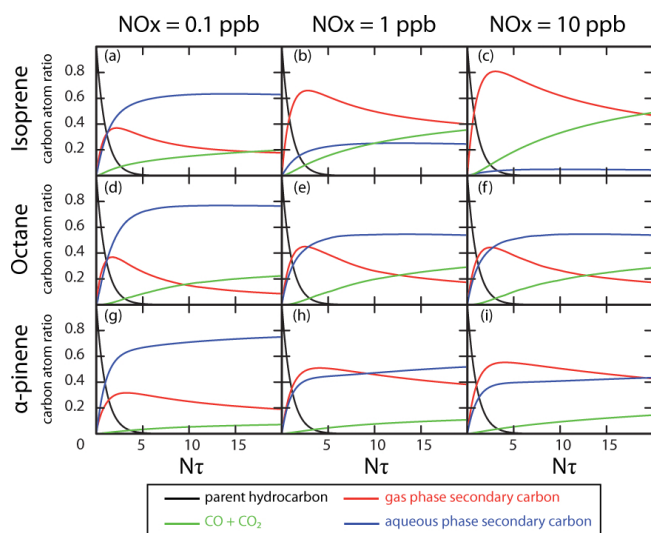 NOx = 0.1 ppb NOx = 1 ppb NOx = 10 ppb
Isoprene
carbon atom ratio
0.8
0.6
0.4
0.2
(a) (b) (c)
Octane
carbon atom ratio
0.8
0.6
0.4
0.2
(d) (e) (f)
α-pinene
carbon atom ratio
0.8
0.6
0.4
0.2
(g) (h) (i)
0 5 10 15 5 10 15 5 10 15
Nτ Nτ Nτ
parent hydrocarbon gas phase secondary carbon
CO + CO₂ aqueous phase secondary carbon